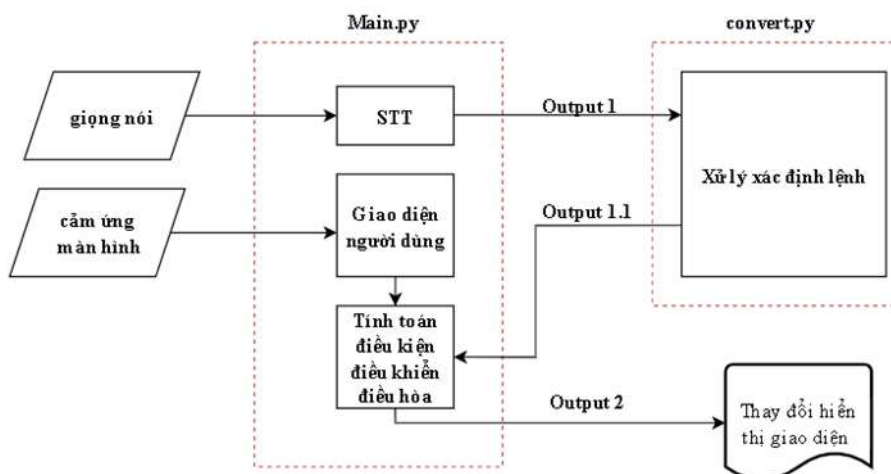 Main.py
convert.py
giọng nói
STT
Output 1
Xử lý xác định lệnh
cảm ứng
màn hình
Giao diện
người dùng
Output 1.1
Tính toán
điều kiện
điều khiển
điều hòa
Output 2
Thay đổi hiển
thị giao diện